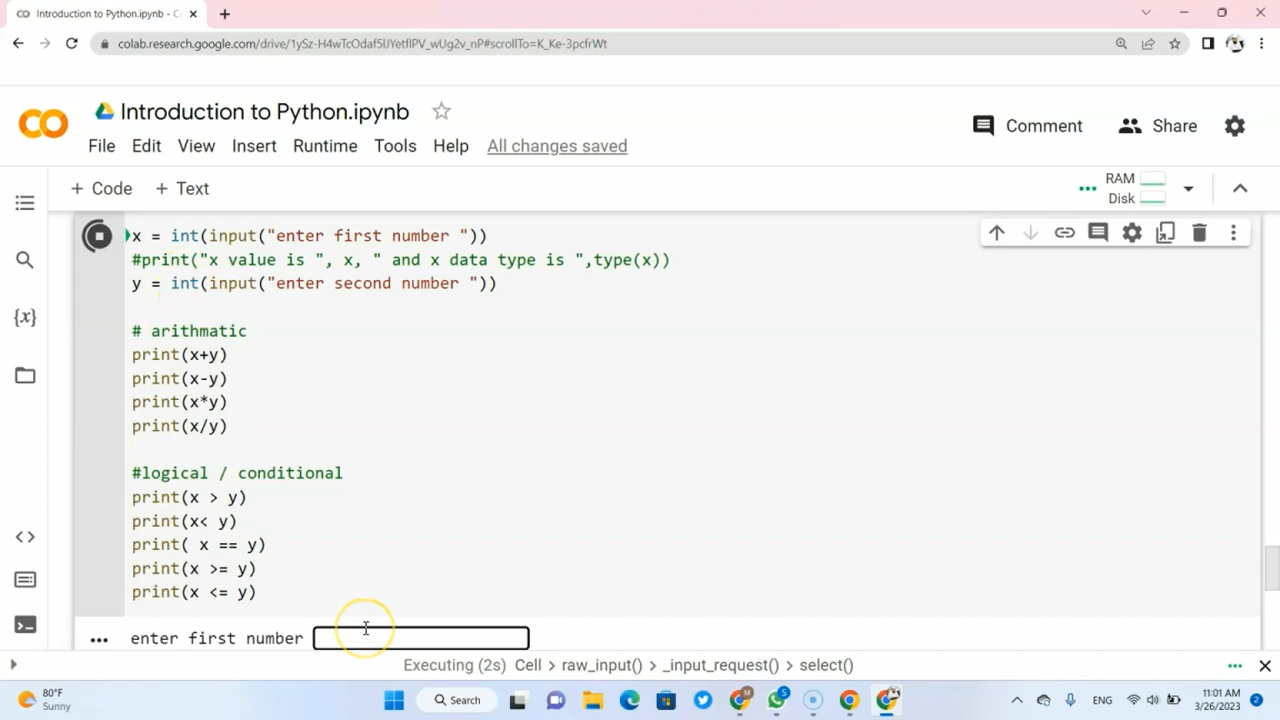 Introduction to Python.ipynb - C
colab.research.google.com/drive/1ySz-H4wTcOdaf5lJYetflPV_wUg2v_nP#scrollTo=K_Ke-3pcfrWt
Introduction to Python.ipynb
Comment
Share
File Edit View Insert Runtime Tools Help All changes saved
+ Code + Text
RAM
Disk
x = int(input("enter first number "))
#print("x value is ", x, " and x data type is ",type(x))
y = int(input("enter second number "))
# arithmatic
print(x+y)
print(x-y)
print(x*y)
print(x/y)
#logical / conditional
print(x > y)
print(x< y)
print( x == y)
print(x >= y)
print(x <= y)
enter first number
Executing (2s) Cell > raw_input() > _input_request() > select()
80°F
Sunny
Search
M
5
ENG
11:01 AM
3/26/2023
2